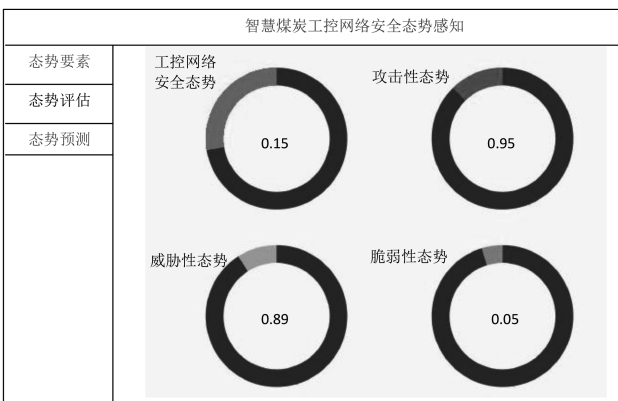 智慧煤炭工控网络安全态势感知
态势要素
态势评估
态势预测
工控网络
安全态势
0.15
攻击性态势
0.95
威胁性态势
0.89
脆弱性态势
0.05